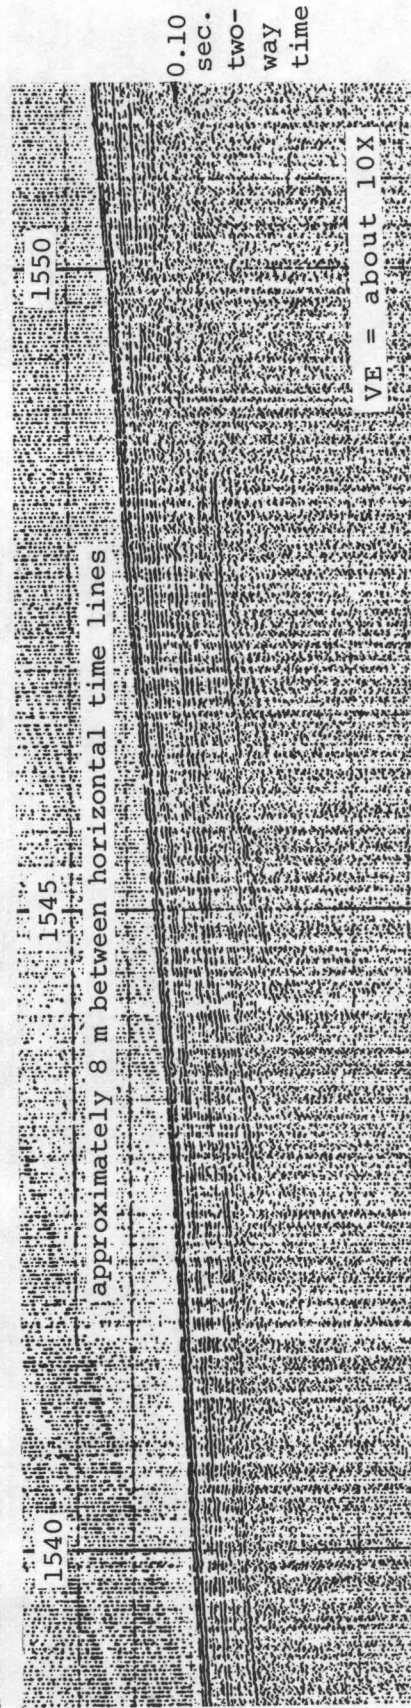 1540
1545
1550
approximately 8 m between horizontal time lines
0.10
sec.
two-
way
time
VE = about 10X